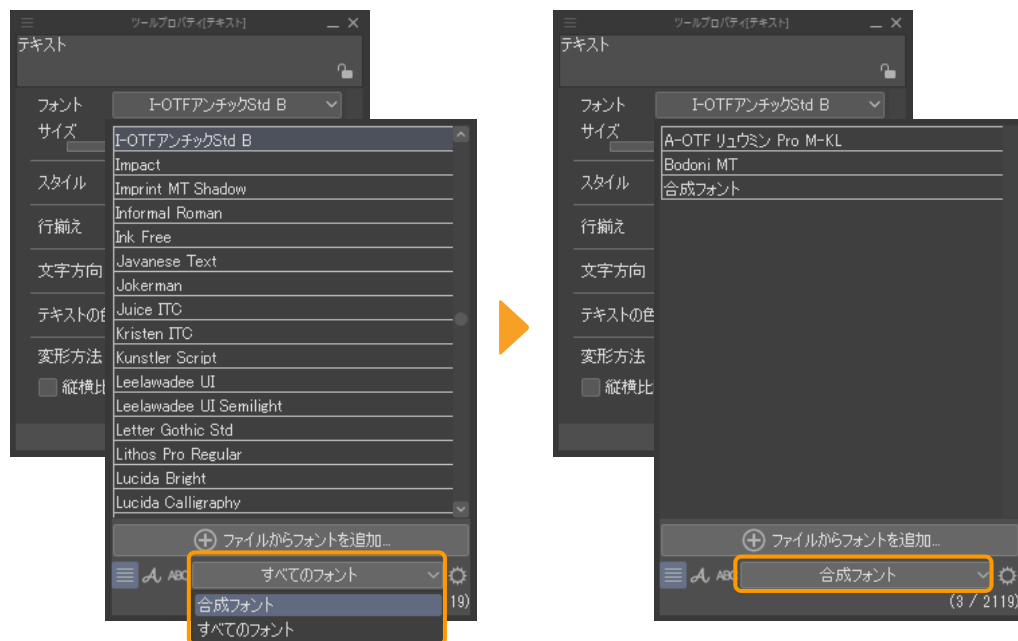 ツールプロパティ[テキスト]
テキスト
フォント
I-OTFアンチックStd B
サイズ
I-OTFアンチックStd B
Impact
Imprint MT Shadow
スタイル
Informal Roman
行揃え
Ink Free
Javanese Text
文字方向
Jokerman
Juice ITC
テキストの色
Kristen ITC
変形方法
Kunstler Script
Leelawadee UI
縦横比
Leelawadee UI Semilight
Letter Gothic Std
Lithos Pro Regular
Lucida Bright
Lucida Calligraphy
ファイルからフォントを追加...
A ABC
すべてのフォント
合成フォント
19)
すべてのフォント
ツールプロパティ[テキスト]
テキスト
フォント
I-OTFアンチックStd B
サイズ
A-OTF リュウミン Pro M-KL
Bodoni MT
スタイル
合成フォント
行揃え
文字方向
テキストの色
変形方法
縦横比
ファイルからフォントを追加...
A ABC
合成フォント
(3 / 2119)